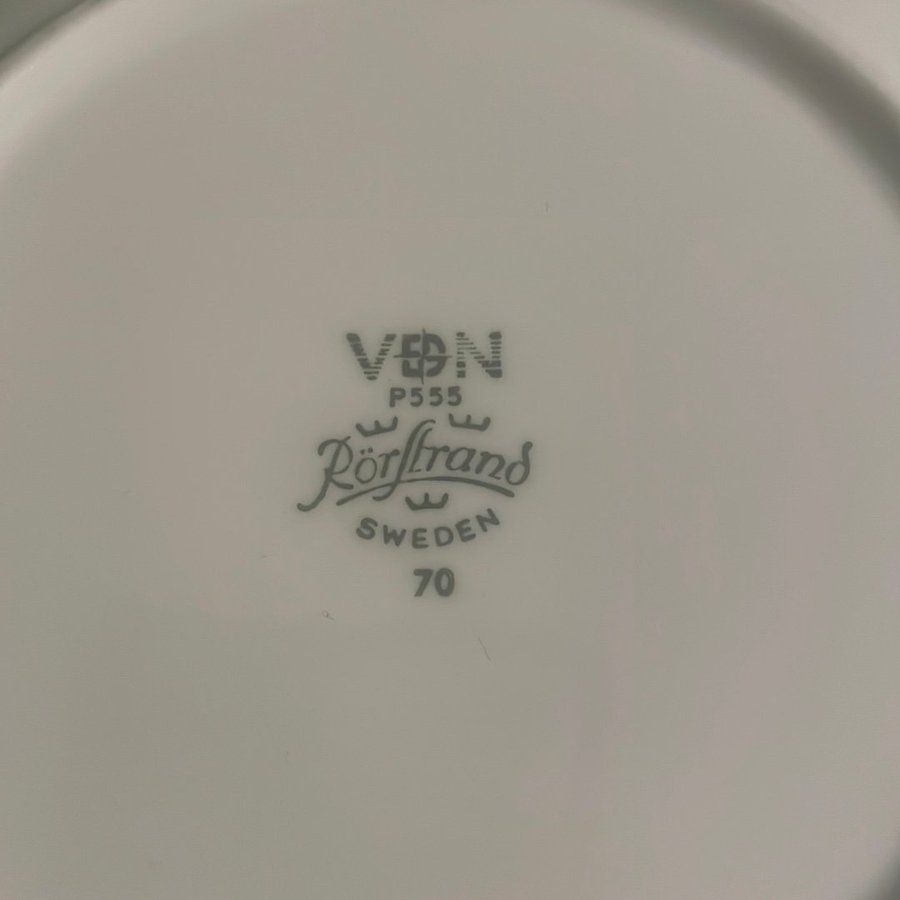 VDN
P555
Rörstrand
SWEDEN
70